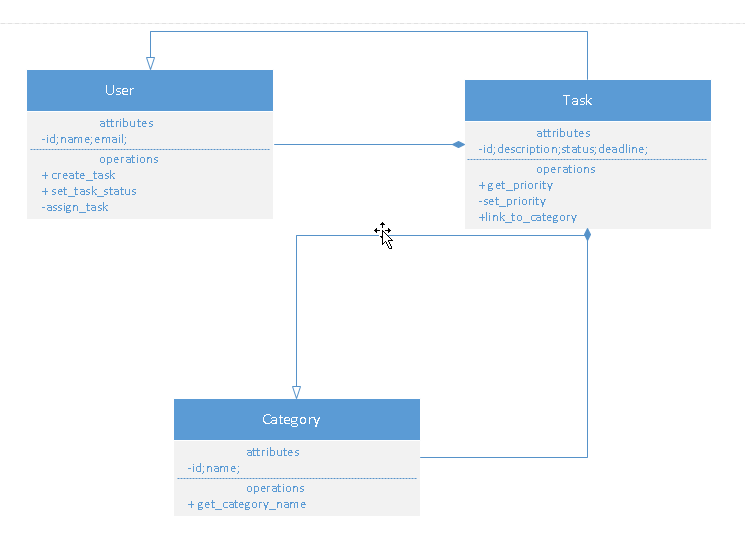 User
attributes
-id;name;email;
operations
+ create_task
+ set_task_status
-assign_task
Task
attributes
-id;description;status;deadline;
operations
+get_priority
-set_priority
+link_to_category
Category
attributes
-id;name;
operations
+ get_category_name